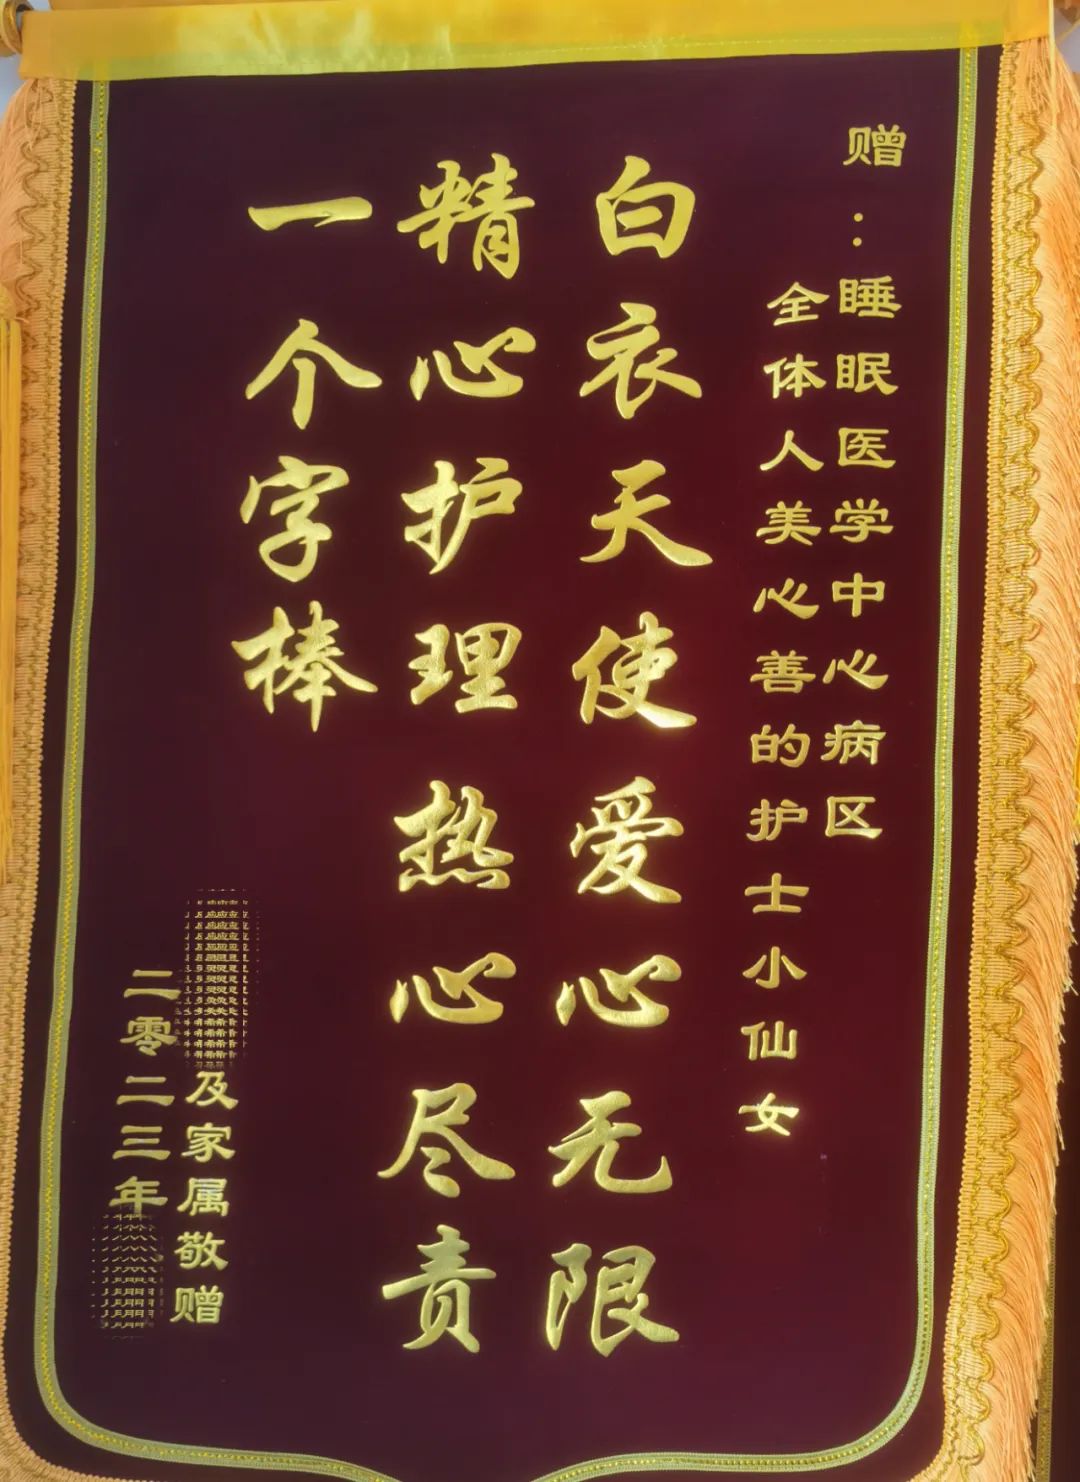 赠：睡眠医学中心病区
全体人美心善的护士小仙女
白衣天使爱心无限
精心护理热心尽责
一个字棒
及家属敬赠
二零二三年